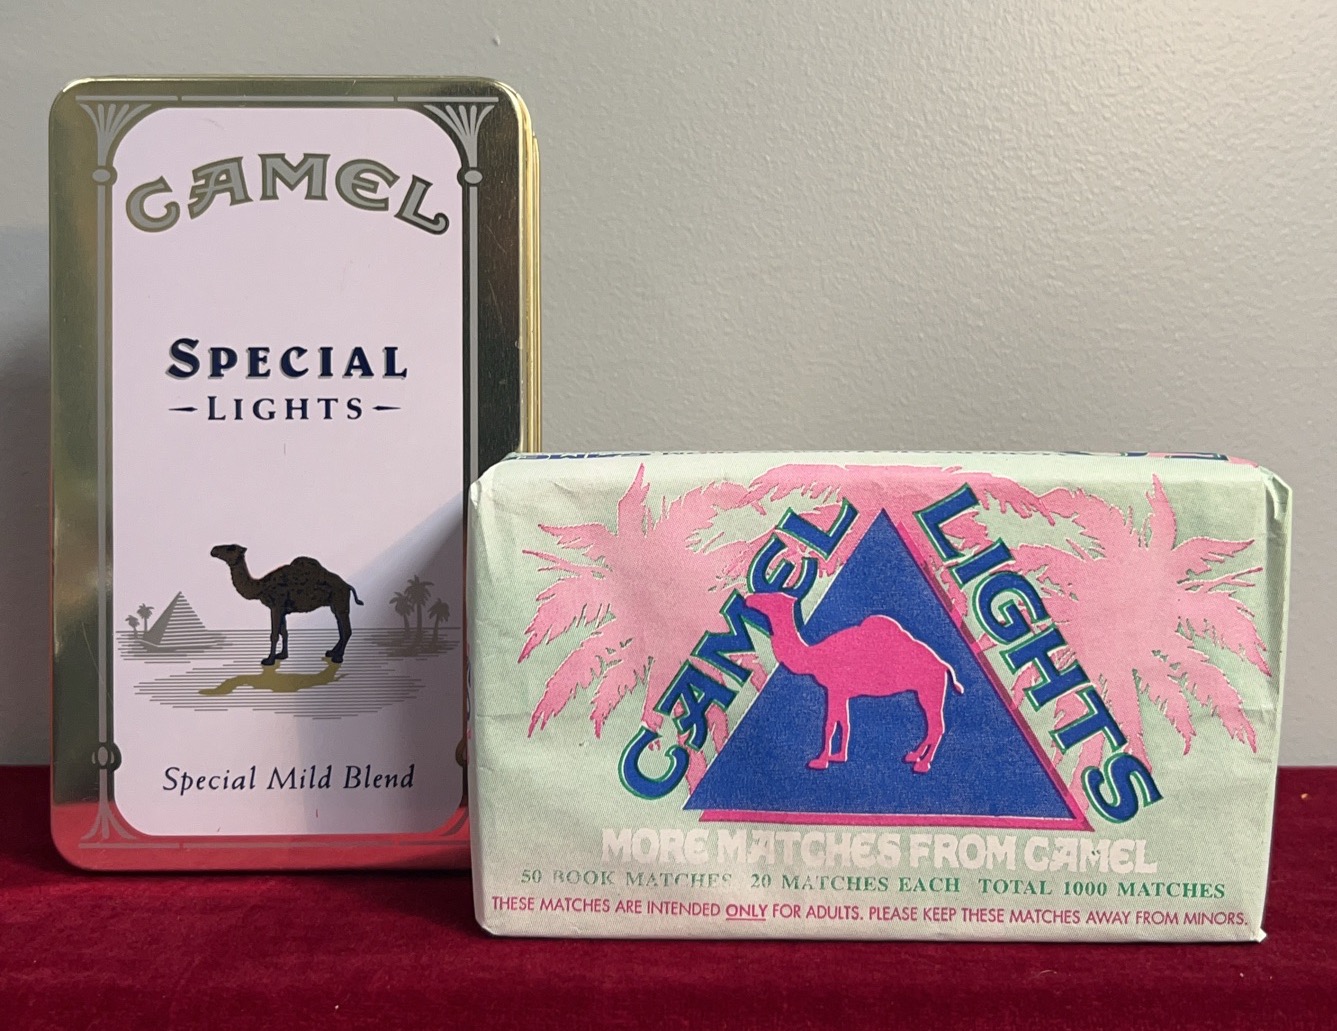 CAMEL
SPECIAL
LIGHTS
Special Mild Blend
CAMEL LIGHTS
MORE MATCHES FROM CAMEL
50 BOOK MATCHES 20 MATCHES EACH TOTAL 1000 MATCHES
THESE MATCHES ARE INTENDED ONLY FOR ADULTS. PLEASE KEEP THESE MATCHES AWAY FROM MINORS.